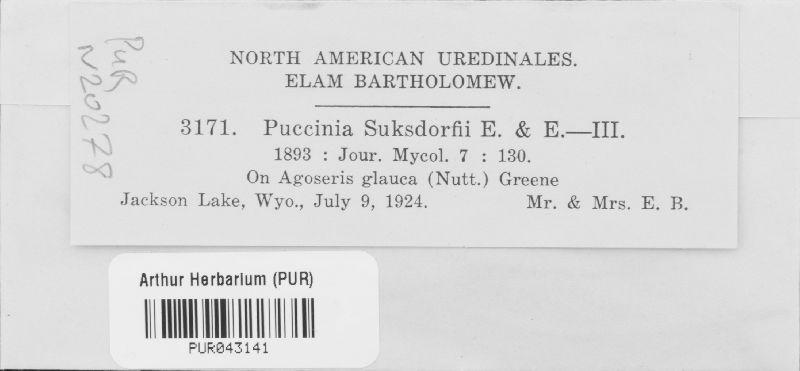 PUR
N20278
NORTH AMERICAN UREDINALES.
ELAM BARTHOLOMEW.
3171. Puccinia Suksdorfii E. & E.—III.
1893 : Jour. Mycol. 7 : 130.
On Agoseris glauca (Nutt.) Greene
Jackson Lake, Wyo., July 9, 1924. Mr. & Mrs. E. B.
Arthur Herbarium (PUR)
PUR043141